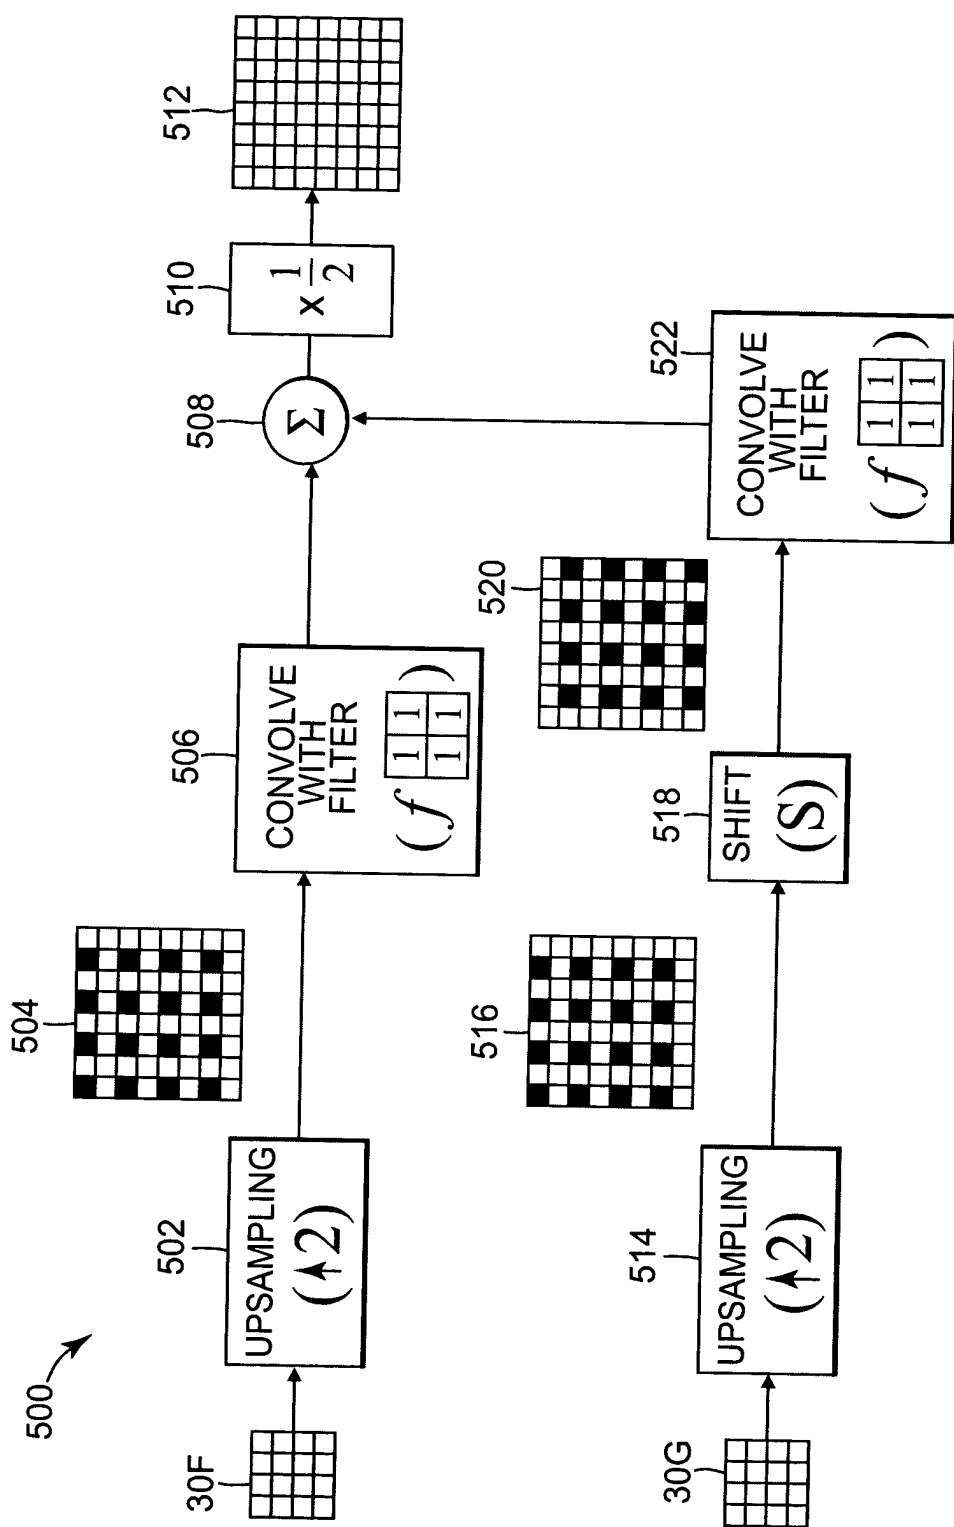 500
30F
502
UPSAMPLING
(↑2)
504
506
CONVOLVE
WITH
FILTER
(f 1 1
1 1)
508
Σ
510
x 1/2
512
30G
514
UPSAMPLING
(↑2)
516
518
SHIFT
(S)
520
522
CONVOLVE
WITH
FILTER
(f 1 1
1 1)